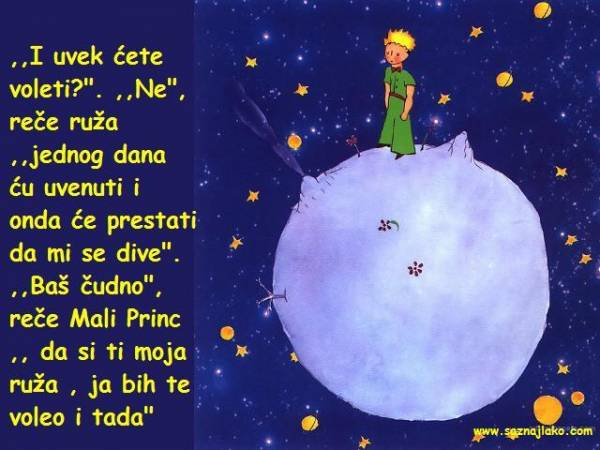 ,,I uvek ćete
voleti?". ,,Ne",
reče ruža
,,jednog dana
ću uvenuti i
onda će prestati
da mi se dive".
,,Baš čudno",
reče Mali Princ
,, da si ti moja
ruža , ja bih te
voleo i tada"
www.saznajlako.com